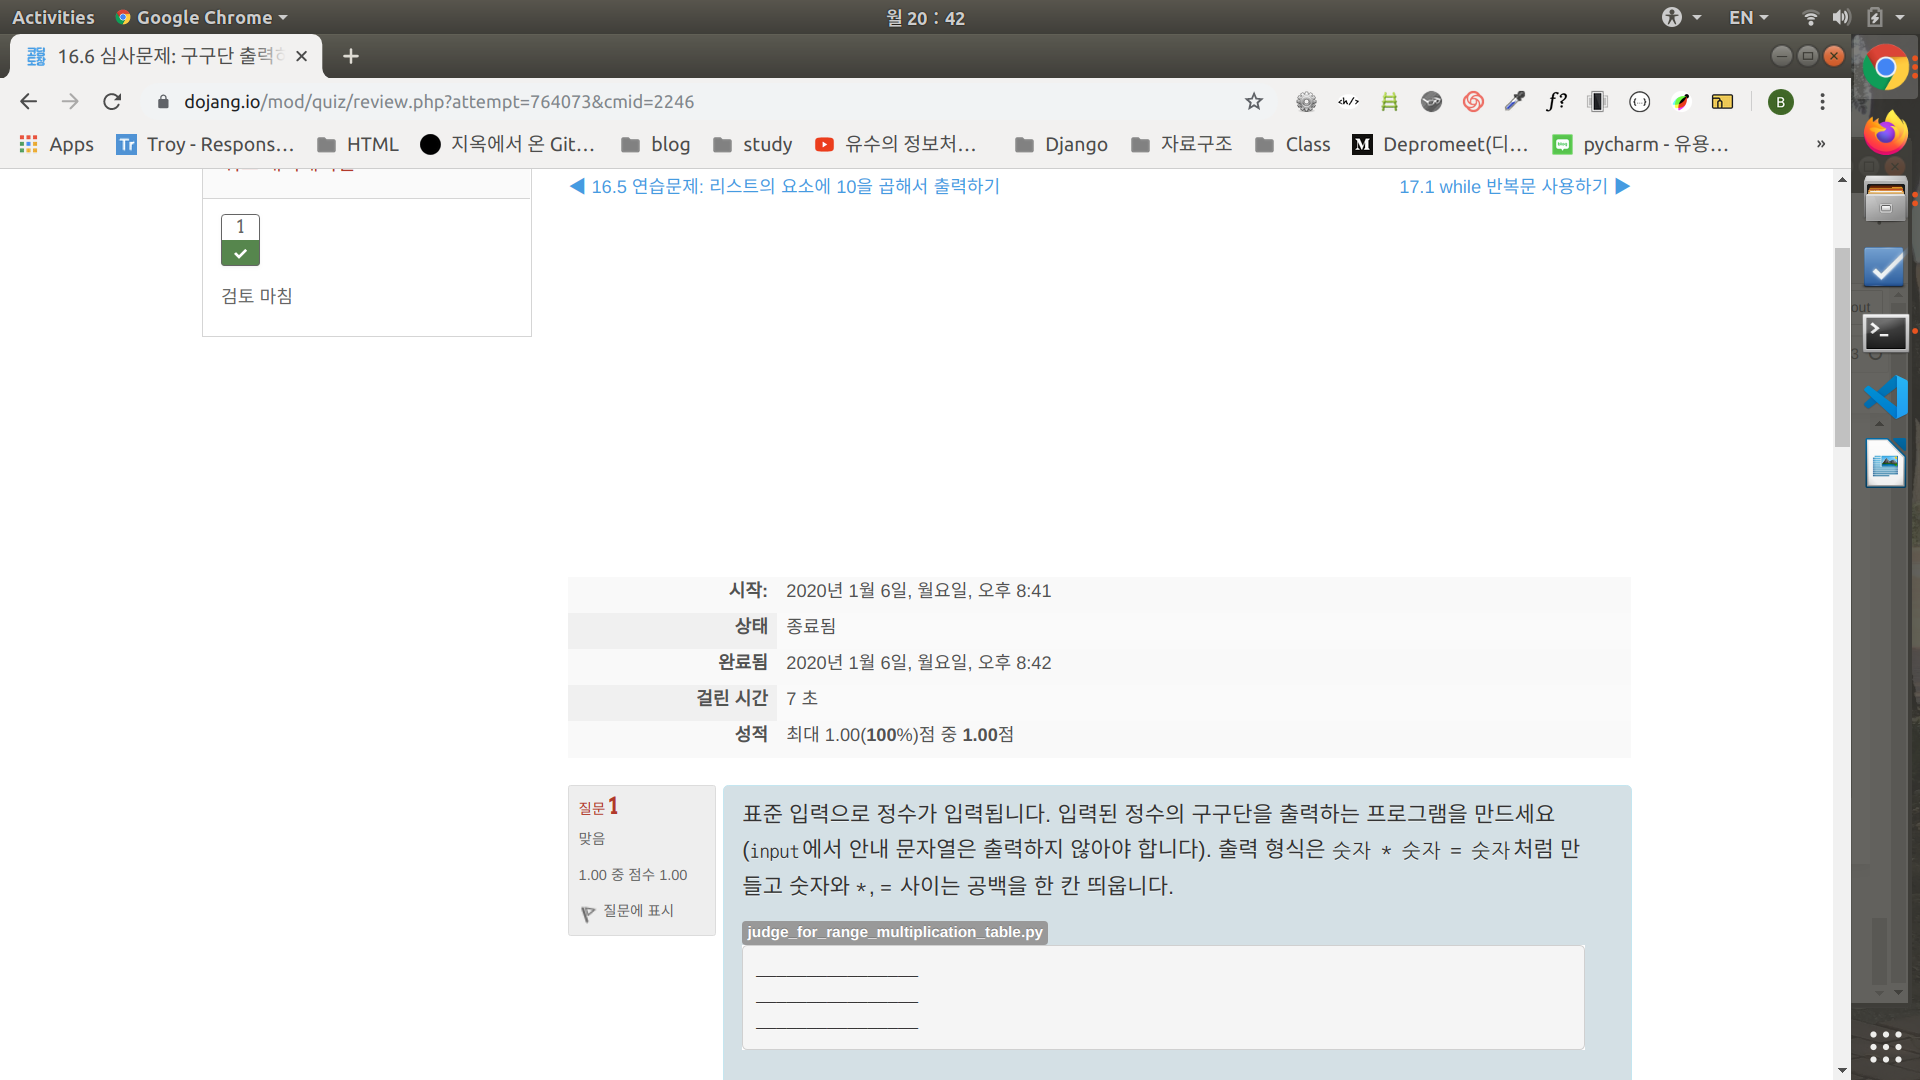 Activities
Google Chrome
월 20 : 42
EN
16.6 심사문제: 구구단 출력하
dojang.io/mod/quiz/review.php?attempt=764073&cmid=2246
<h/>
f?
{··}
B
Apps
Tr
Troy - Respons...
HTML
지옥에서 온 Git...
blog
study
유수의 정보처...
Django
자료구조
Class
M
Depromeet(디...
pycharm - 유용...
»
◀ 16.5 연습문제: 리스트의 요소에 10을 곱해서 출력하기
17.1 while 반복문 사용하기 ▶
1
검토 마침
out
3
시작: 2020년 1월 6일, 월요일, 오후 8:41
상태 종료됨
완료됨 2020년 1월 6일, 월요일, 오후 8:42
걸린 시간 7 초
성적 최대 1.00(100%)점 중 1.00점
질문 1
맞음
1.00 중 점수 1.00
질문에 표시
표준 입력으로 정수가 입력됩니다. 입력된 정수의 구구단을 출력하는 프로그램을 만드세요
(input에서 안내 문자열은 출력하지 않아야 합니다). 출력 형식은 숫자 * 숫자 = 숫자처럼 만
들고 숫자와 *, = 사이는 공백을 한 칸 띄웁니다.
judge_for_range_multiplication_table.py
________________
________________
________________